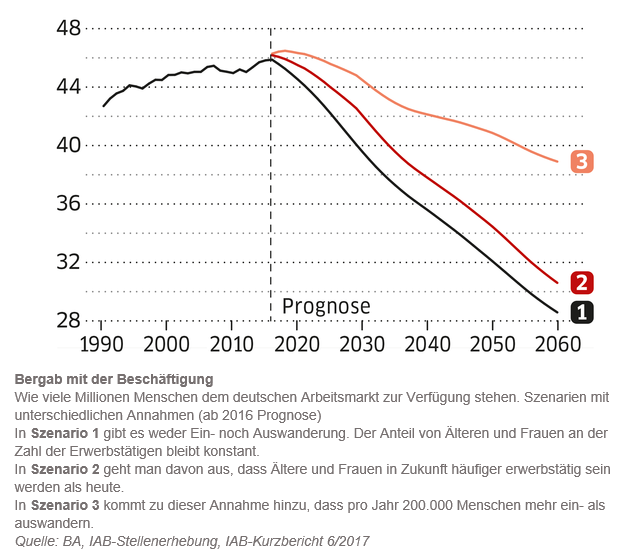 48
44
40
36
32
28
3
2
1
Prognose
1990 2000 2010 2020 2030 2040 2050 2060
Bergab mit der Beschäftigung
Wie viele Millionen Menschen dem deutschen Arbeitsmarkt zur Verfügung stehen. Szenarien mit
unterschiedlichen Annahmen (ab 2016 Prognose)
In Szenario 1 gibt es weder Ein- noch Auswanderung. Der Anteil von Älteren und Frauen an der
Zahl der Erwerbstätigen bleibt konstant.
In Szenario 2 geht man davon aus, dass Ältere und Frauen in Zukunft häufiger erwerbstätig sein
werden als heute.
In Szenario 3 kommt zu dieser Annahme hinzu, dass pro Jahr 200.000 Menschen mehr ein- als
auswandern.
Quelle: BA, IAB-Stellenerhebung, IAB-Kurzbericht 6/2017